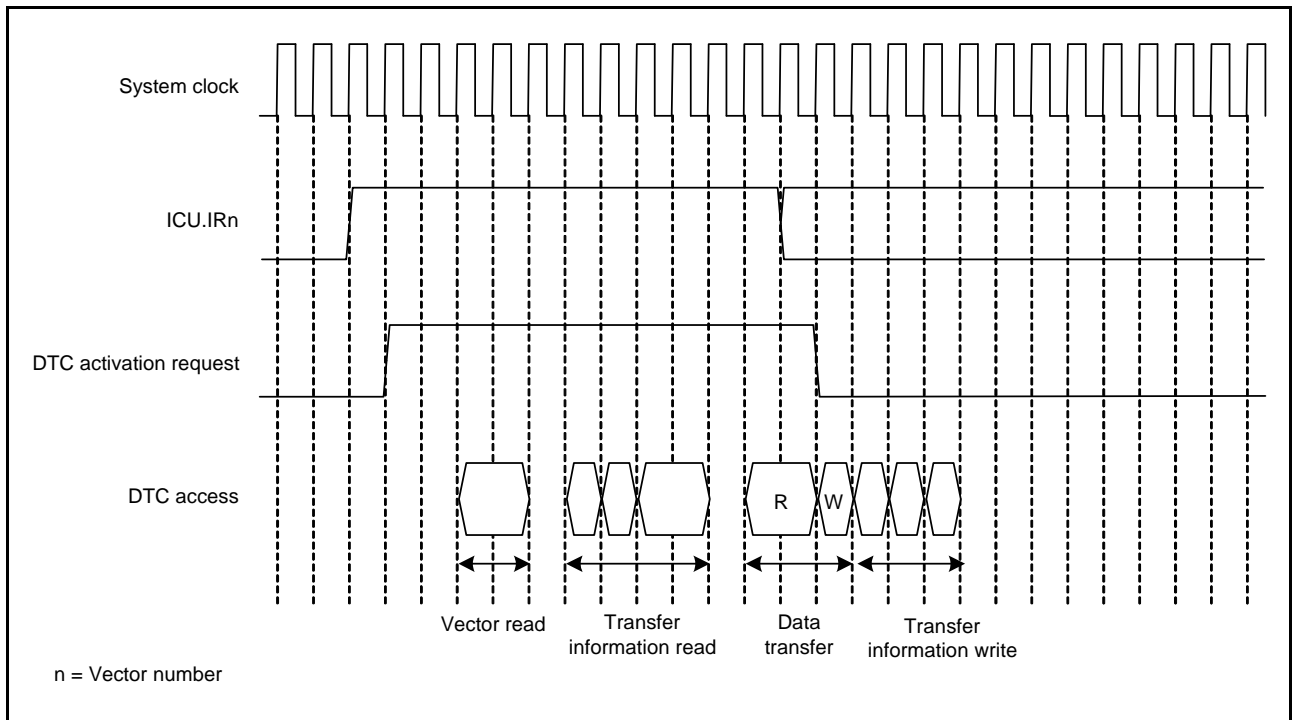 System clock
ICU.IRn
DTC activation request
DTC access
R
W
Vector read
Transfer
information read
Data
transfer
Transfer
information write
n = Vector number